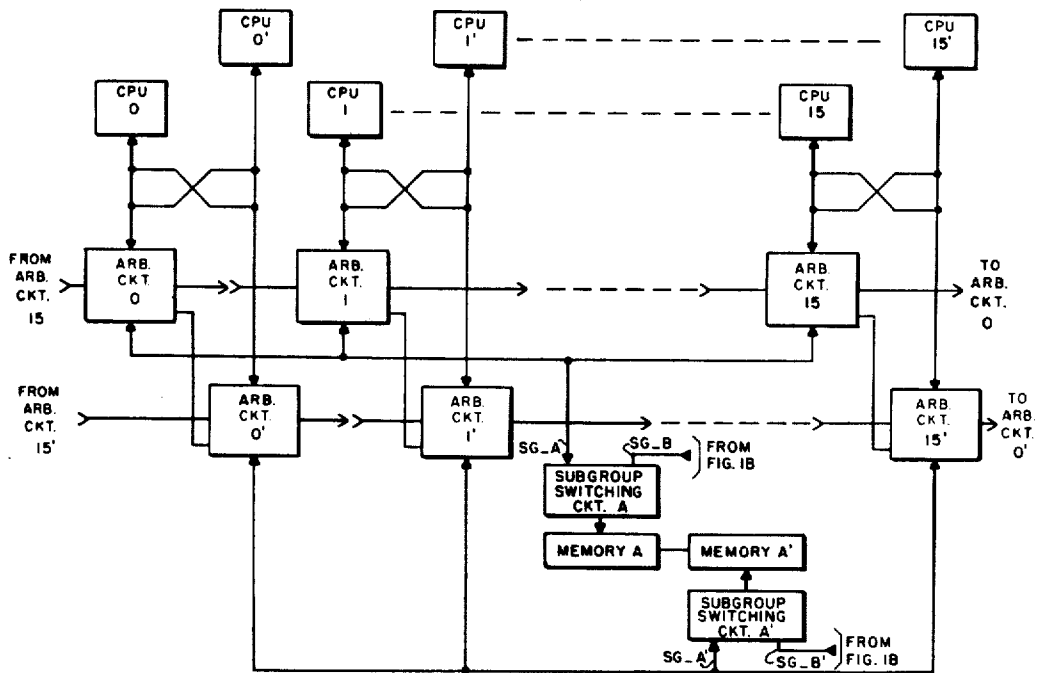 CPU
0'
CPU
1'
CPU
15'
CPU
0
CPU
1
CPU
15
FROM
ARB.
CKT.
15
ARB.
CKT
0
ARB.
CKT
1
ARB.
CKT
15
TO
ARB.
CKT.
0
FROM
ARB.
CKT.
15'
ARB.
CKT.
0'
ARB.
CKT.
1'
ARB.
CKT.
15'
TO
ARB.
CKT.
0'
SG_A
SG_B
FROM
FIG. 1B
SUBGROUP
SWITCHING
CKT. A
MEMORY A
MEMORY A'
SUBGROUP
SWITCHING
CKT. A'
SG_A'
SG_B'
FROM
FIG. 1B